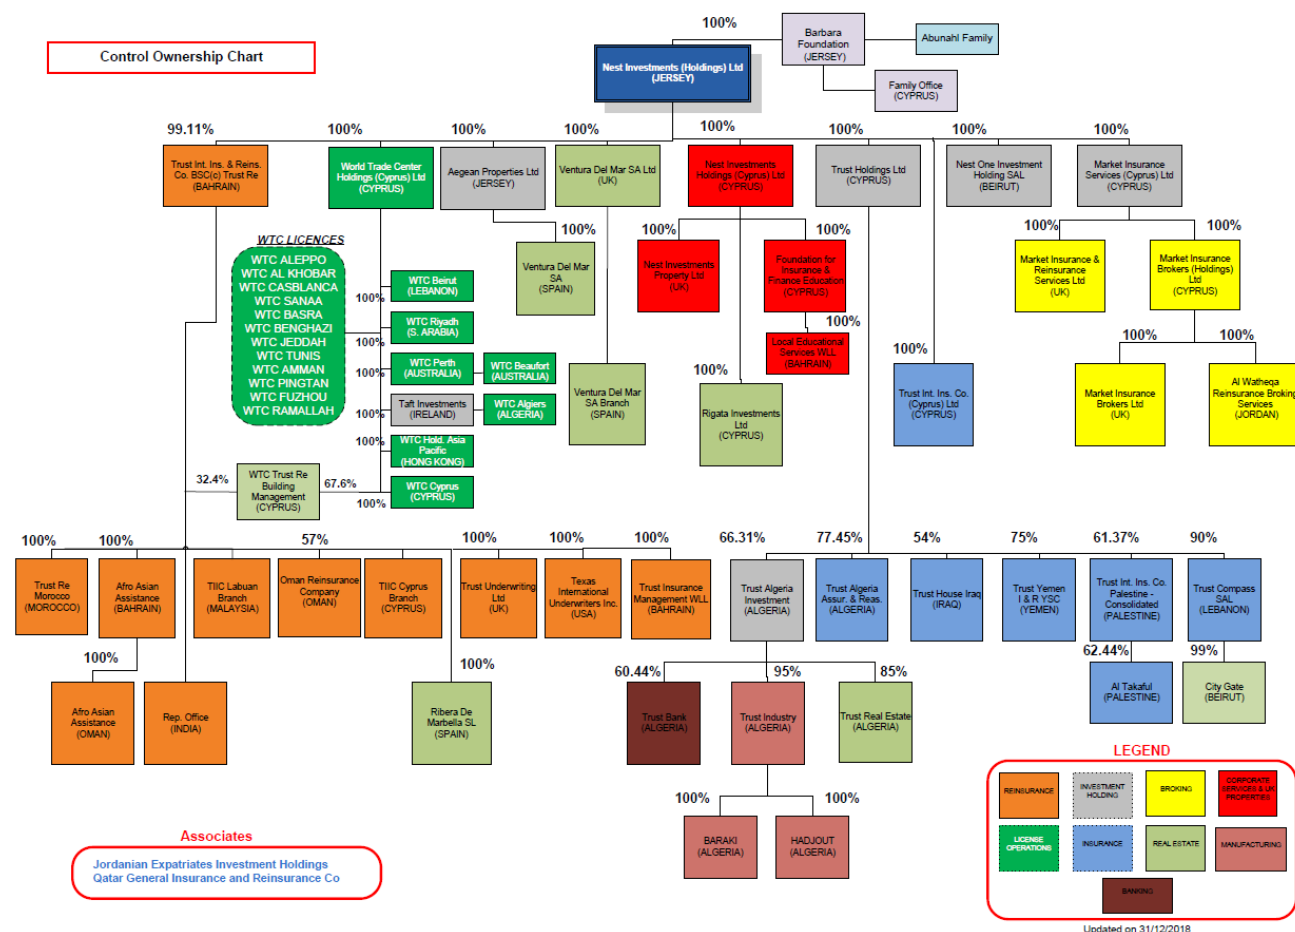 Control Ownership Chart
100%
Barbara
Foundation
(JERSEY)
Abunahl Family
Nest Investments (Holdings) Ltd
(JERSEY)
Family Office
(CYPRUS)
99.11%
100%
100%
100%
100%
100%
100%
100%
Trust Int. Ins. & Reins.
Co. BSC(c) Trust Re
(BAHRAIN)
World Trade Center
Holdings (Cyprus) Ltd
(CYPRUS)
Aegean Properties Ltd
(JERSEY)
Ventura Del Mar SA Ltd
(UK)
Nest Investments
Holdings (Cyprus) Ltd
(CYPRUS)
Trust Holdings Ltd
(CYPRUS)
Nest One Investment
Holding SAL
(BEIRUT)
Market Insurance
Services (Cyprus) Ltd
(CYPRUS)
WTC LICENCES
WTC ALEPPO
WTC AL KHOBAR
WTC CASBLANCA
WTC SANAA
WTC BASRA
WTC BENGHAZI
WTC JEDDAH
WTC TUNIS
WTC AMMAN
WTC PINGTAN
WTC FUZHOU
WTC RAMALLAH
100%
100%
100%
100%
100%
100%
WTC Beirut
(LEBANON)
WTC Riyadh
(S. ARABIA)
WTC Perth
(AUSTRALIA)
WTC Beaufort
(AUSTRALIA)
Taft Investments
(IRELAND)
WTC Algiers
(ALGERIA)
WTC Hold. Asia
Pacific
(HONG KONG)
WTC Cyprus
(CYPRUS)
32.4%
WTC Trust Re
Building
Management
(CYPRUS)
67.6%
100%
Ventura Del Mar
SA
(SPAIN)
Ventura Del Mar
SA Branch
(SPAIN)
100%
100%
Nest Investments
Property Ltd
(UK)
Foundation for
Insurance &
Finance Education
(CYPRUS)
100%
Local Educational
Services WLL
(BAHRAIN)
Rigata Investments
Ltd
(CYPRUS)
100%
Trust Int. Ins. Co.
(Cyprus) Ltd
(CYPRUS)
100%
100%
Market Insurance &
Reinsurance
Services Ltd
(UK)
Market Insurance
Brokers (Holdings)
Ltd
(CYPRUS)
100%
100%
Market Insurance
Brokers Ltd
(UK)
Al Watheqa
Reinsurance Broking
Services
(JORDAN)
100%
100%
57%
100%
100%
100%
66.31%
77.45%
54%
75%
61.37%
90%
Trust Re
Morocco
(MOROCCO)
Afro Asian
Assistance
(BAHRAIN)
TIIC Labuan
Branch
(MALAYSIA)
Oman Reinsurance
Company
(OMAN)
TIIC Cyprus
Branch
(CYPRUS)
Trust Underwriting
Ltd
(UK)
Texas
International
Underwriters Inc.
(USA)
Trust Insurance
Management WLL
(BAHRAIN)
Trust Algeria
Investment
(ALGERIA)
Trust Algeria
Assur. & Reas.
(ALGERIA)
Trust House Iraq
(IRAQ)
Trust Yemen
I & R YSC
(YEMEN)
Trust Int. Ins. Co.
Palestine -
Consolidated
(PALESTINE)
Trust Compass
SAL
(LEBANON)
100%
100%
60.44%
95%
85%
62.44%
99%
Afro Asian
Assistance
(OMAN)
Rep. Office
(INDIA)
Ribera De
Marbella SL
(SPAIN)
Trust Bank
(ALGERIA)
Trust Industry
(ALGERIA)
Trust Real Estate
(ALGERIA)
Al Takaful
(PALESTINE)
City Gate
(BEIRUT)
100%
100%
BARAKI
(ALGERIA)
HADJOUT
(ALGERIA)
Associates
Jordanian Expatriates Investment Holdings
Qatar General Insurance and Reinsurance Co
LEGEND
REINSURANCE
INVESTMENT
HOLDING
BROKING
CORPORATE
SERVICES & UK
PROPERTIES
LICENSE
OPERATIONS
INSURANCE
REAL ESTATE
MANUFACTURING
BANKING
Updated on 31/12/2018